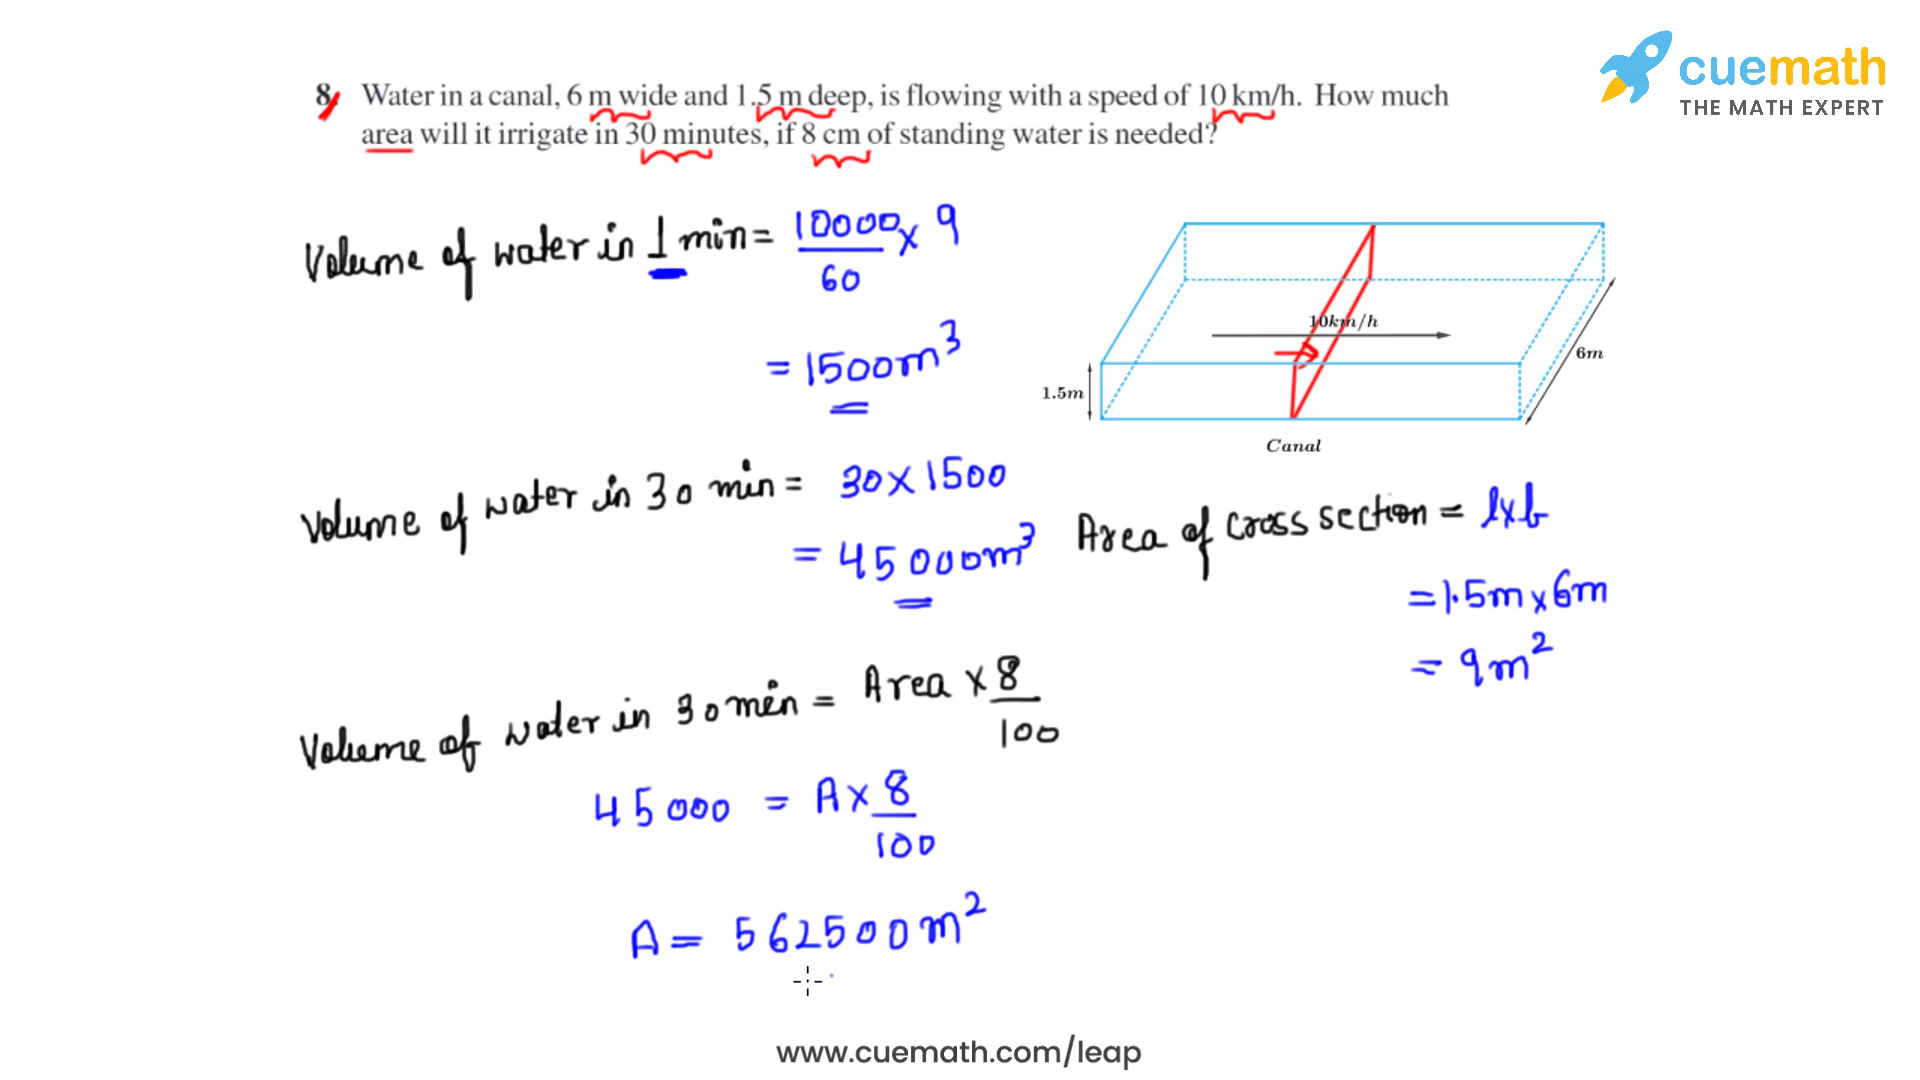 cuemath
THE MATH EXPERT
8. Water in a canal, 6 m wide and 1.5 m deep, is flowing with a speed of 10 km/h. How much
area will it irrigate in 30 minutes, if 8 cm of standing water is needed?
Volume of water in 1 min = 10000/60 × 9
= 1500m³
10km/h
6m
1.5m
Canal
Volume of water in 30 min = 30 × 1500
= 45000m³
Area of cross section = l×b
= 1.5m × 6m
= 9m²
Volume of water in 30 min = Area × 8/100
45000 = A × 8/100
A = 562500m²
www.cuemath.com/leap